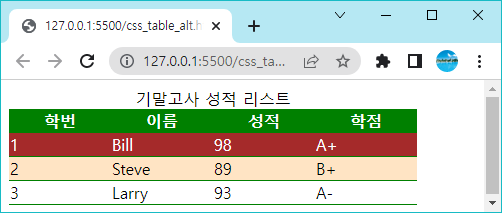 127.0.0.1:5500/css_table_alt.h
127.0.0.1:5500/css_ta...
기말고사 성적 리스트
학번 이름 성적 학점
1 Bill 98 A+
2 Steve 89 B+
3 Larry 93 A-